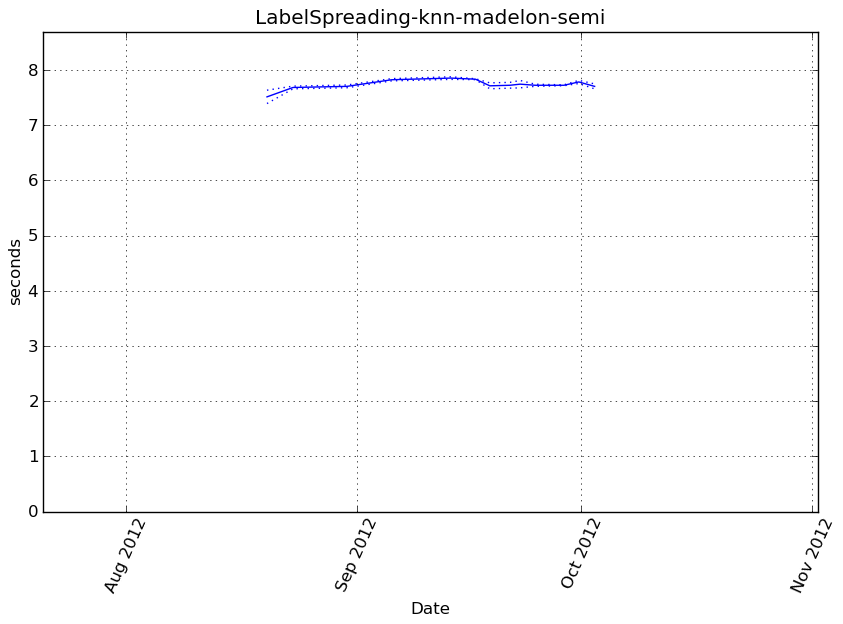 LabelSpreading-knn-madelon-semi
8
7
6
5
4
3
2
1
0
seconds
Aug 2012
Sep 2012
Oct 2012
Nov 2012
Date